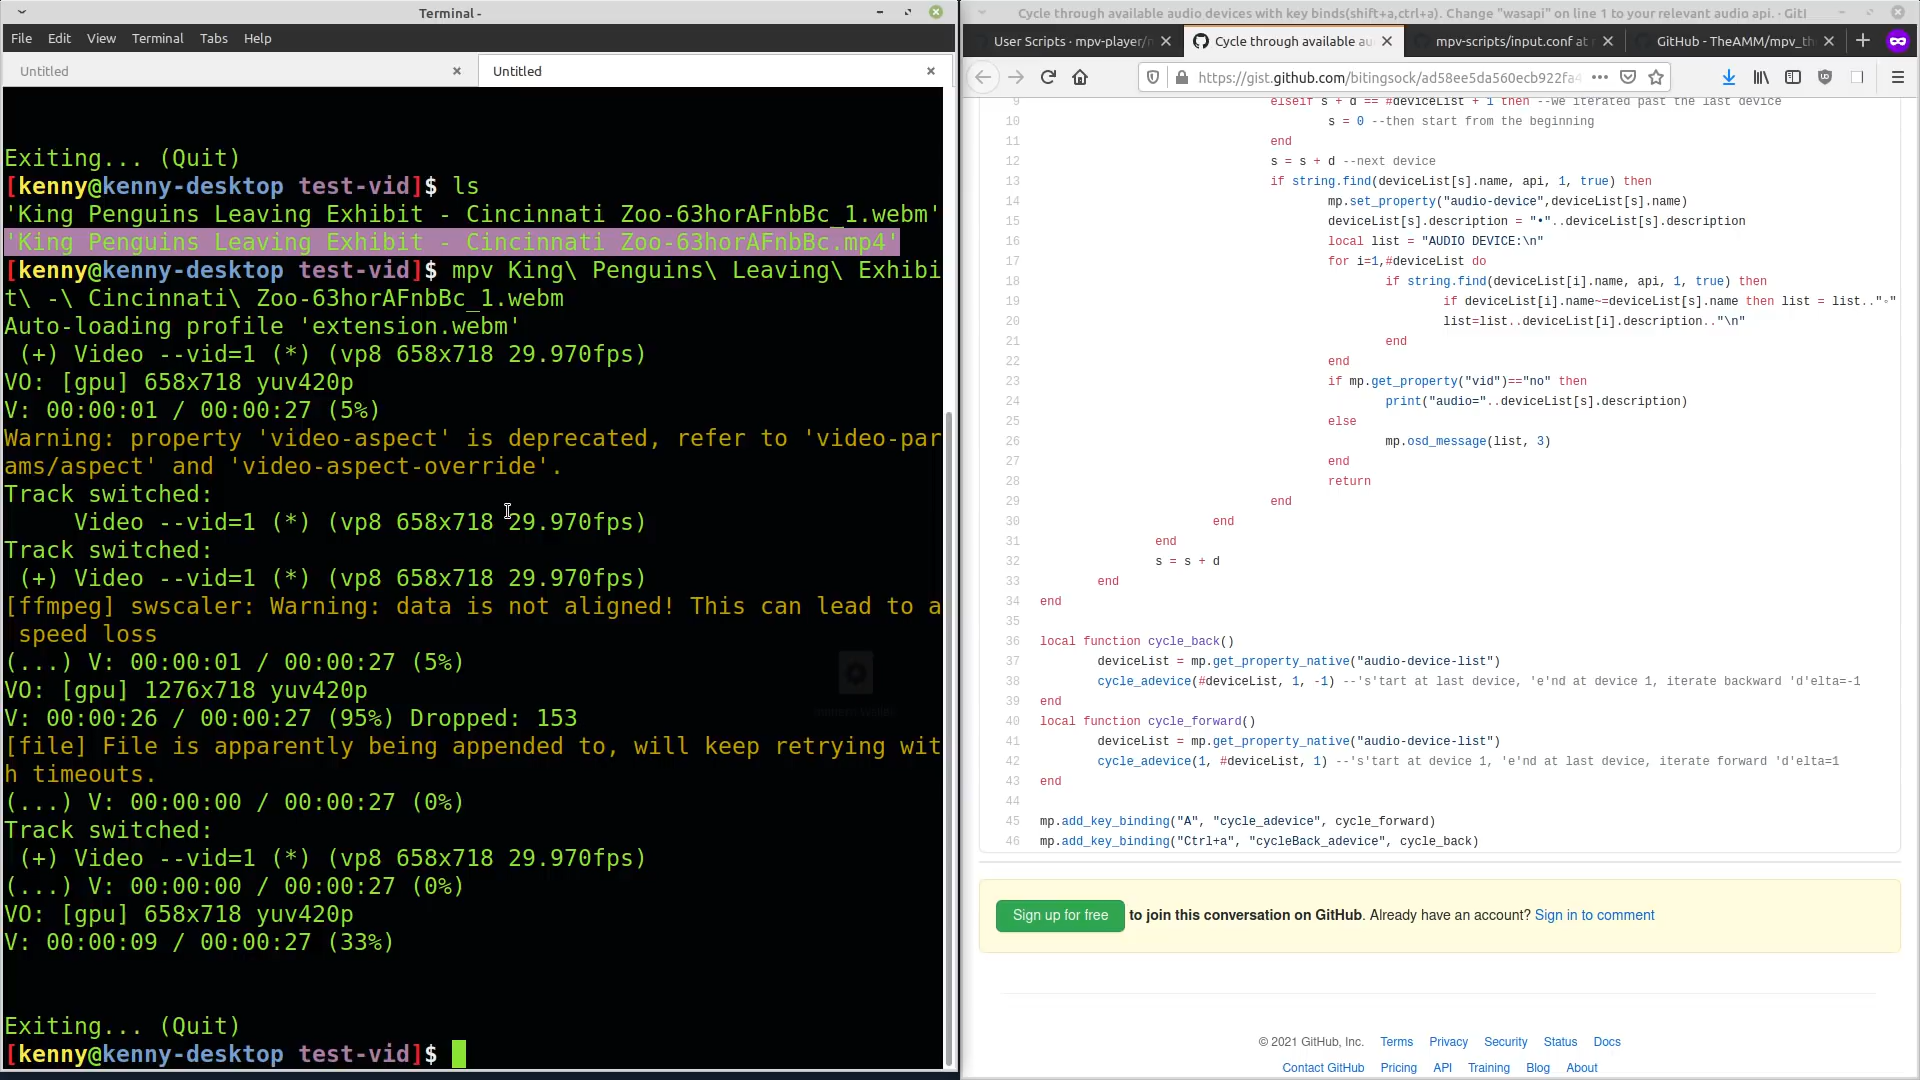 Terminal -
File Edit View Terminal Tabs Help
Untitled
Untitled
Exiting... (Quit)
[kenny@kenny-desktop test-vid]$ ls
'King Penguins Leaving Exhibit - Cincinnati Zoo-63horAFnbBc_1.webm'
'King Penguins Leaving Exhibit - Cincinnati Zoo-63horAFnbBc.mp4'
[kenny@kenny-desktop test-vid]$ mpv King\ Penguins\ Leaving\ Exhibi
t\ -\ Cincinnati\ Zoo-63horAFnbBc_1.webm
Auto-loading profile 'extension.webm'
(+) Video --vid=1 (*) (vp8 658x718 29.970fps)
VO: [gpu] 658x718 yuv420p
V: 00:00:01 / 00:00:27 (5%)
Warning: property 'video-aspect' is deprecated, refer to 'video-par
ams/aspect' and 'video-aspect-override'.
Track switched:
Video --vid=1 (*) (vp8 658x718 29.970fps)
Track switched:
(+) Video --vid=1 (*) (vp8 658x718 29.970fps)
[ffmpeg] swscaler: Warning: data is not aligned! This can lead to a
speed loss
(...) V: 00:00:01 / 00:00:27 (5%)
VO: [gpu] 1276x718 yuv420p
V: 00:00:26 / 00:00:27 (95%) Dropped: 153
[file] File is apparently being appended to, will keep retrying wit
h timeouts.
(...) V: 00:00:00 / 00:00:27 (0%)
Track switched:
(+) Video --vid=1 (*) (vp8 658x718 29.970fps)
(...) V: 00:00:00 / 00:00:27 (0%)
VO: [gpu] 658x718 yuv420p
V: 00:00:09 / 00:00:27 (33%)
Exiting... (Quit)
[kenny@kenny-desktop test-vid]$
Cycle through available audio devices with key binds(shift+a,ctrl+a). Change "wasapi" on line 1 to your relevant audio api. · GitH
User Scripts · mpv-player/m
Cycle through available au
mpv-scripts/input.conf at
GitHub - TheAMM/mpv_th
https://gist.github.com/bitingsock/ad58ee5da560ecb922fa4
9 elseif s + d == #deviceList + 1 then --we iterated past the last device
10 s = 0 --then start from the beginning
11 end
12 s = s + d --next device
13 if string.find(deviceList[s].name, api, 1, true) then
14 mp.set_property("audio-device",deviceList[s].name)
15 deviceList[s].description = "•"..deviceList[s].description
16 local list = "AUDIO DEVICE:\n"
17 for i=1,#deviceList do
18 if string.find(deviceList[i].name, api, 1, true) then
19 if deviceList[i].name~=deviceList[s].name then list = list.."◦"
20 list=list..deviceList[i].description.."\n"
21 end
22 end
23 if mp.get_property("vid")=="no" then
24 print("audio="..deviceList[s].description)
25 else
26 mp.osd_message(list, 3)
27 end
28 return
29 end
30 end
31 end
32 s = s + d
33 end
34 end
35
36 local function cycle_back()
37 deviceList = mp.get_property_native("audio-device-list")
38 cycle_adevice(#deviceList, 1, -1) --'s'tart at last device, 'e'nd at device 1, iterate backward 'd'elta=-1
39 end
40 local function cycle_forward()
41 deviceList = mp.get_property_native("audio-device-list")
42 cycle_adevice(1, #deviceList, 1) --'s'tart at device 1, 'e'nd at last device, iterate forward 'd'elta=1
43 end
44
45 mp.add_key_binding("A", "cycle_adevice", cycle_forward)
46 mp.add_key_binding("Ctrl+a", "cycleBack_adevice", cycle_back)
Sign up for free to join this conversation on GitHub. Already have an account? Sign in to comment
© 2021 GitHub, Inc. Terms Privacy Security Status Docs
Contact GitHub Pricing API Training Blog About